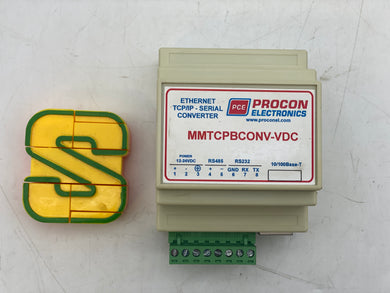 ETHERNET
TCP/IP - SERIAL
CONVERTER
PCE
PROCON
ELECTRONICS
www.proconel.com
MMTCPBCONV-VDC
POWER
12-24VDC RS485 RS232 10/100Base-T
+ - + - GND RX TX
1 2 3 4 5 6 7 8
S